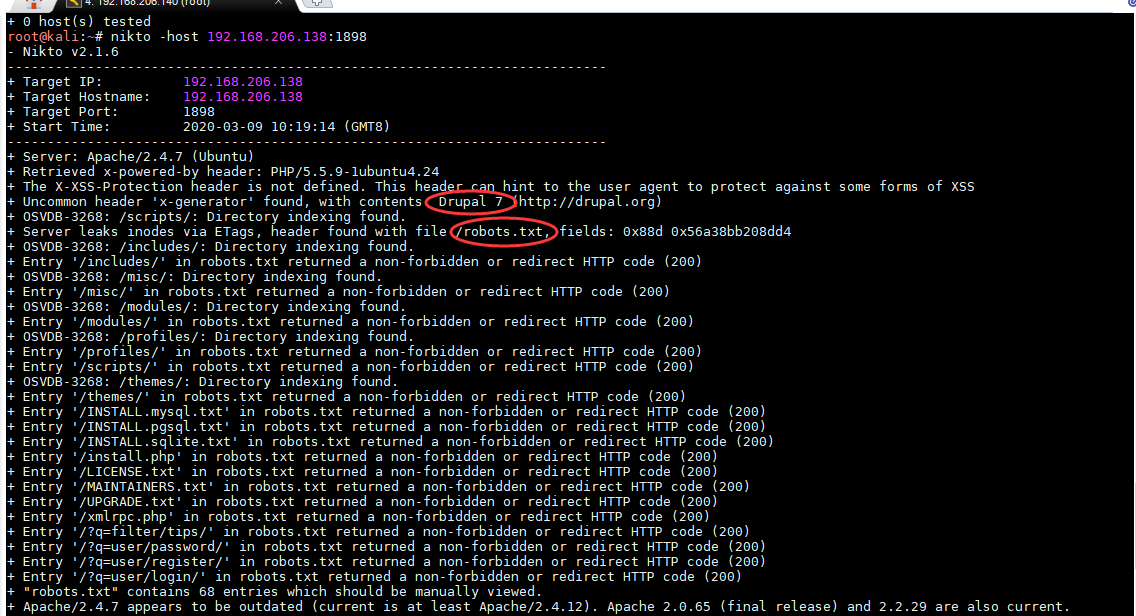 4. 192.168.206.140 (root)
+ 0 host(s) tested
root@kali:~# nikto -host 192.168.206.138:1898
- Nikto v2.1.6
---------------------------------------------------------------------------
+ Target IP:          192.168.206.138
+ Target Hostname:    192.168.206.138
+ Target Port:        1898
+ Start Time:         2020-03-09 10:19:14 (GMT8)
---------------------------------------------------------------------------
+ Server: Apache/2.4.7 (Ubuntu)
+ Retrieved x-powered-by header: PHP/5.5.9-1ubuntu4.24
+ The X-XSS-Protection header is not defined. This header can hint to the user agent to protect against some forms of XSS
+ Uncommon header 'x-generator' found, with contents: Drupal 7 (http://drupal.org)
+ OSVDB-3268: /scripts/: Directory indexing found.
+ Server leaks inodes via ETags, header found with file /robots.txt, fields: 0x88d 0x56a38bb208dd4
+ OSVDB-3268: /includes/: Directory indexing found.
+ Entry '/includes/' in robots.txt returned a non-forbidden or redirect HTTP code (200)
+ OSVDB-3268: /misc/: Directory indexing found.
+ Entry '/misc/' in robots.txt returned a non-forbidden or redirect HTTP code (200)
+ OSVDB-3268: /modules/: Directory indexing found.
+ Entry '/modules/' in robots.txt returned a non-forbidden or redirect HTTP code (200)
+ OSVDB-3268: /profiles/: Directory indexing found.
+ Entry '/profiles/' in robots.txt returned a non-forbidden or redirect HTTP code (200)
+ Entry '/scripts/' in robots.txt returned a non-forbidden or redirect HTTP code (200)
+ OSVDB-3268: /themes/: Directory indexing found.
+ Entry '/themes/' in robots.txt returned a non-forbidden or redirect HTTP code (200)
+ Entry '/INSTALL.mysql.txt' in robots.txt returned a non-forbidden or redirect HTTP code (200)
+ Entry '/INSTALL.pgsql.txt' in robots.txt returned a non-forbidden or redirect HTTP code (200)
+ Entry '/INSTALL.sqlite.txt' in robots.txt returned a non-forbidden or redirect HTTP code (200)
+ Entry '/install.php' in robots.txt returned a non-forbidden or redirect HTTP code (200)
+ Entry '/LICENSE.txt' in robots.txt returned a non-forbidden or redirect HTTP code (200)
+ Entry '/MAINTAINERS.txt' in robots.txt returned a non-forbidden or redirect HTTP code (200)
+ Entry '/UPGRADE.txt' in robots.txt returned a non-forbidden or redirect HTTP code (200)
+ Entry '/xmlrpc.php' in robots.txt returned a non-forbidden or redirect HTTP code (200)
+ Entry '/?q=filter/tips/' in robots.txt returned a non-forbidden or redirect HTTP code (200)
+ Entry '/?q=user/password/' in robots.txt returned a non-forbidden or redirect HTTP code (200)
+ Entry '/?q=user/register/' in robots.txt returned a non-forbidden or redirect HTTP code (200)
+ Entry '/?q=user/login/' in robots.txt returned a non-forbidden or redirect HTTP code (200)
+ "robots.txt" contains 68 entries which should be manually viewed.
+ Apache/2.4.7 appears to be outdated (current is at least Apache/2.4.12). Apache 2.0.65 (final release) and 2.2.29 are also current.